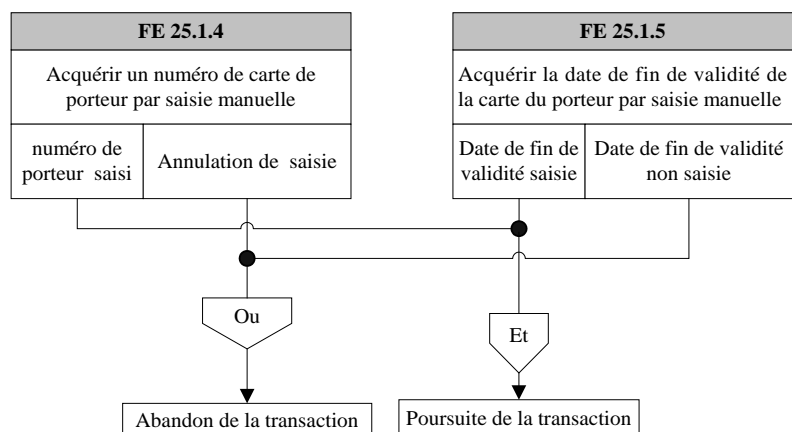 FE 25.1.4
Acquérir un numéro de carte de
porteur par saisie manuelle
numéro de
porteur saisi
Annulation de saisie
FE 25.1.5
Acquérir la date de fin de validité de
la carte du porteur par saisie manuelle
Date de fin de
validité saisie
Date de fin de validité
non saisie
Ou
Et
Abandon de la transaction
Poursuite de la transaction